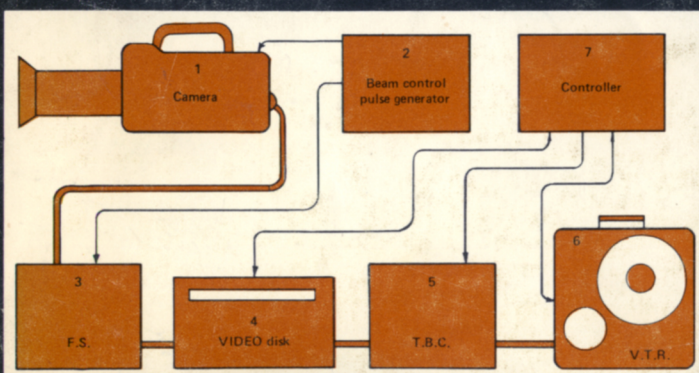 1
Camera
2
Beam control
pulse generator
7
Controller
3
F.S.
4
VIDEO disk
5
T.B.C.
6
V.T.R.